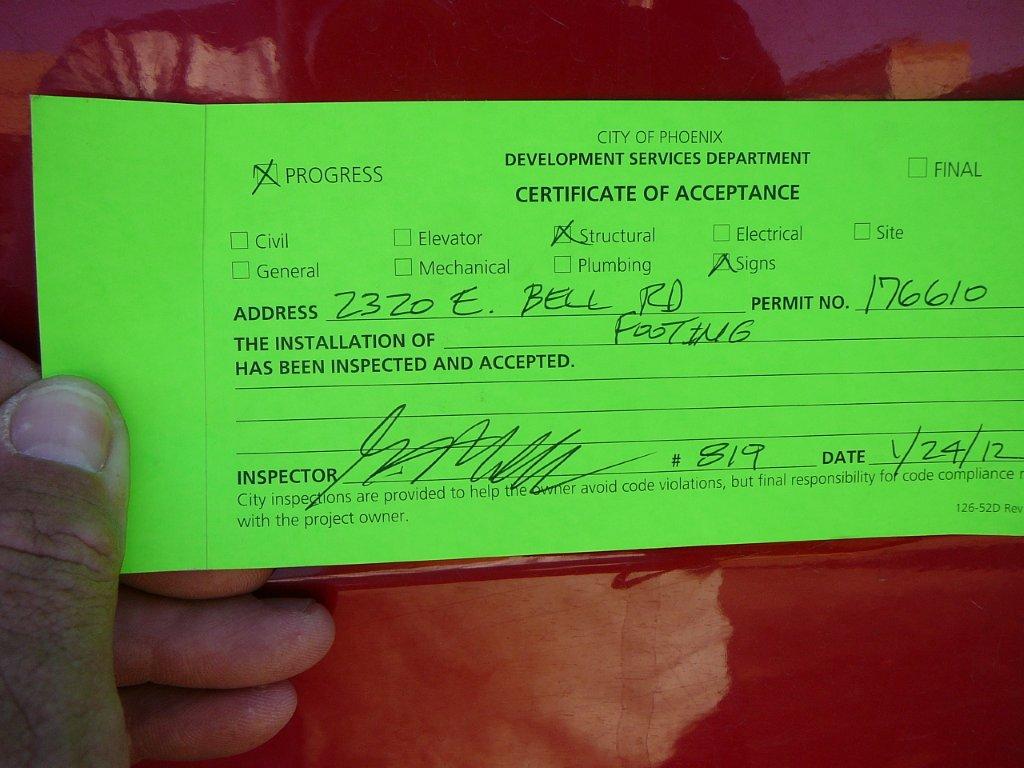 CITY OF PHOENIX
DEVELOPMENT SERVICES DEPARTMENT
PROGRESS
FINAL
CERTIFICATE OF ACCEPTANCE
Civil Elevator Structural Electrical Site
General Mechanical Plumbing Signs
ADDRESS 2320 E. BELL RD PERMIT NO. 176610
THE INSTALLATION OF FOOTING
HAS BEEN INSPECTED AND ACCEPTED.
INSPECTOR # 819 DATE 1/24/12
City inspections are provided to help the owner avoid code violations, but final responsibility for code compliance
with the project owner.
126-52D Rev